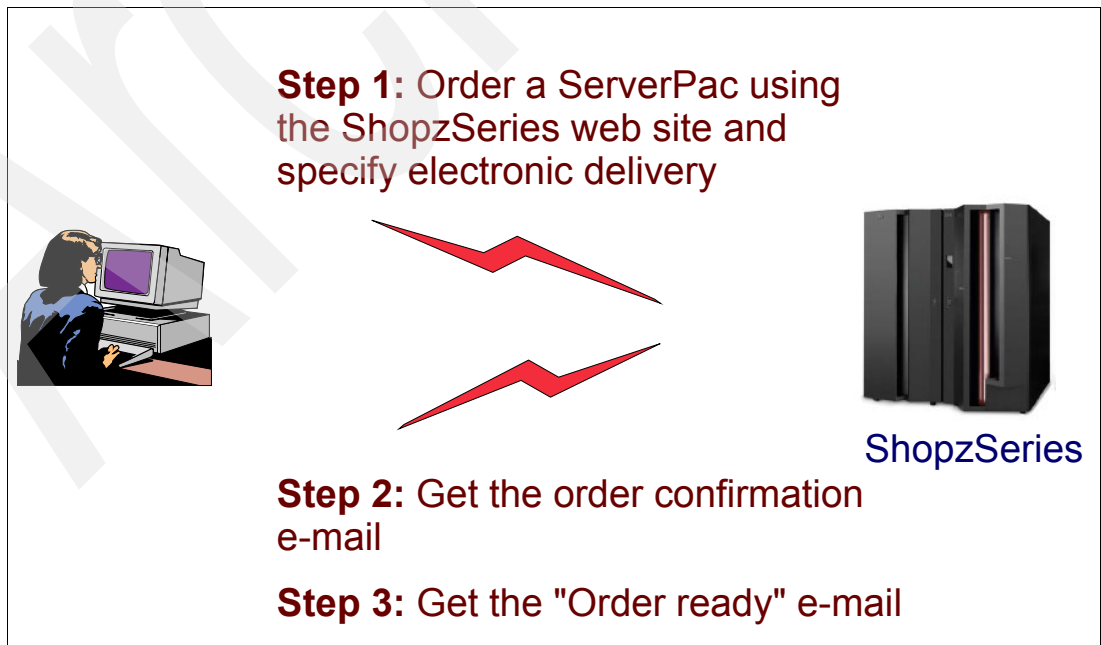 Step 1: Order a ServerPac using
the ShopzSeries web site and
specify electronic delivery
ShopzSeries
Step 2: Get the order confirmation
e-mail
Step 3: Get the "Order ready" e-mail